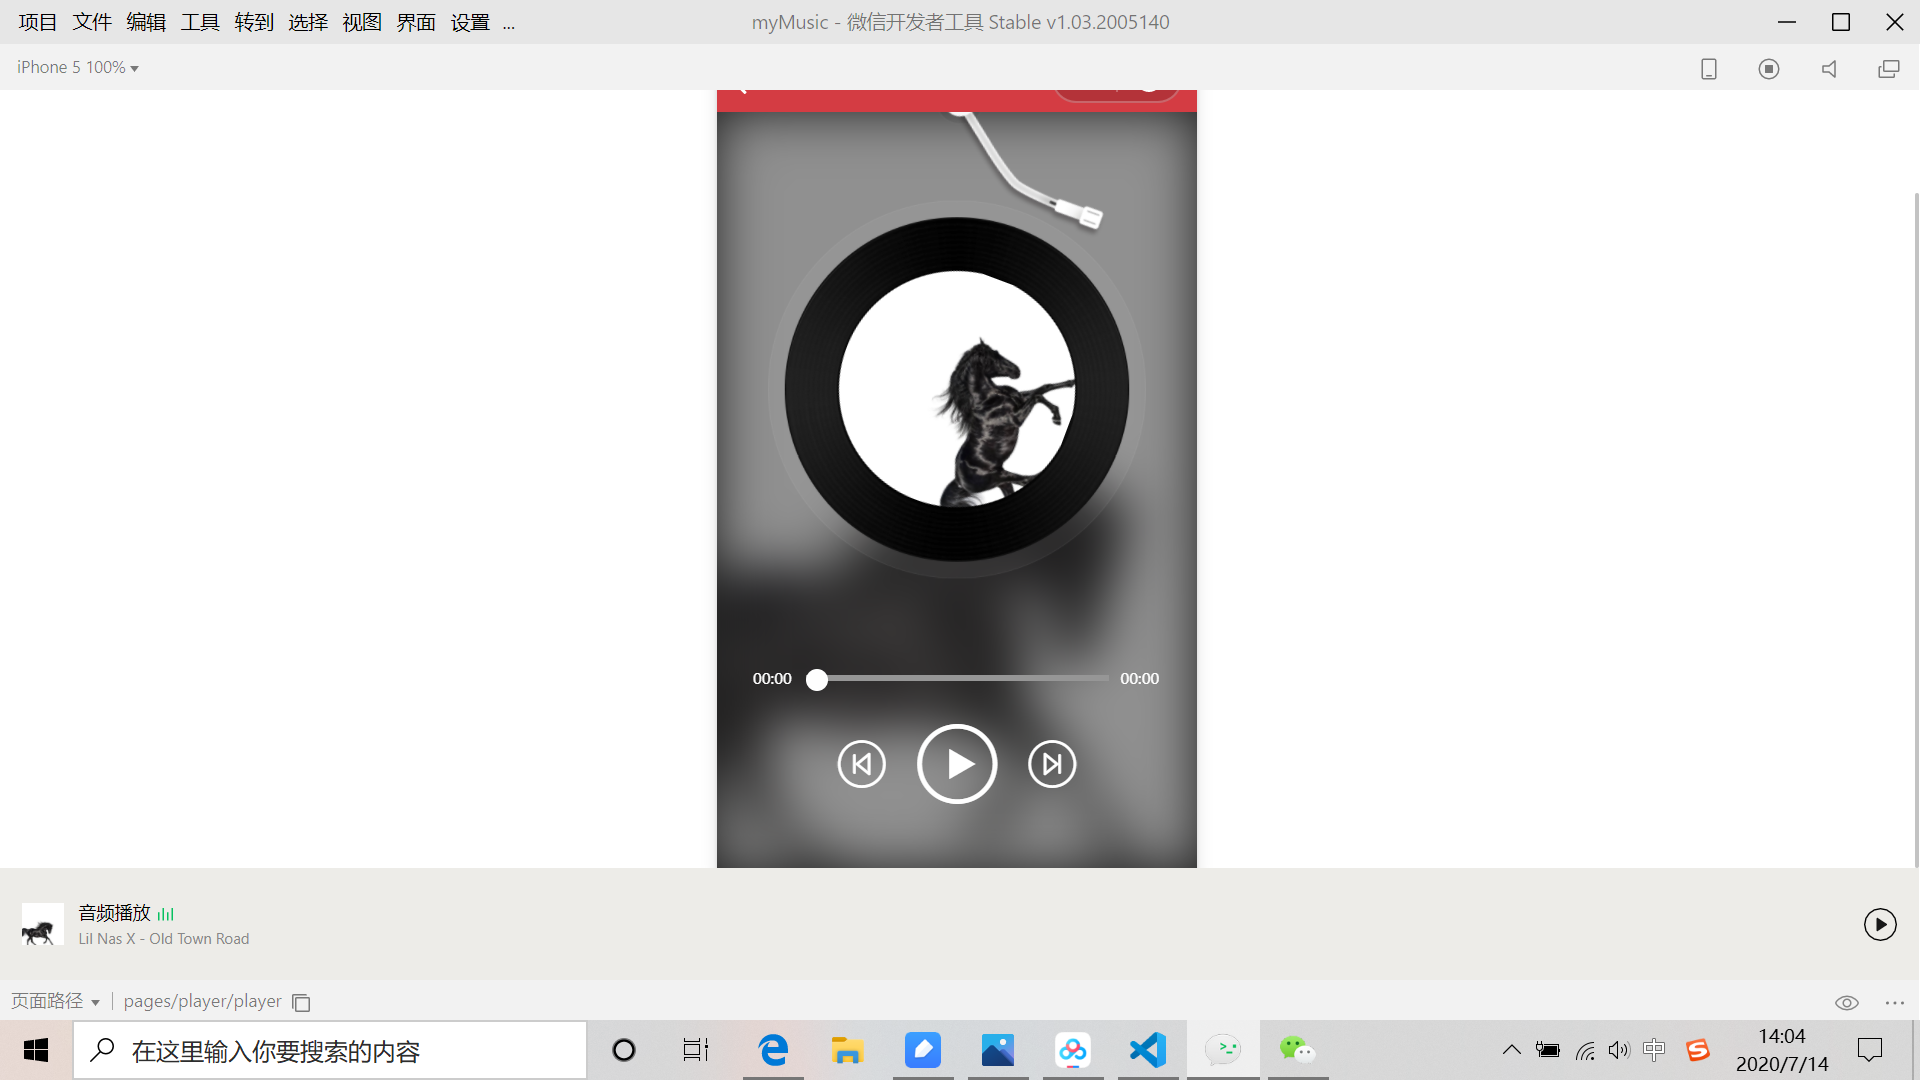 项目 文件 编辑 工具 转到 选择 视图 界面 设置 ... myMusic - 微信开发者工具 Stable v1.03.2005140
iPhone 5 100%
00:00 00:00
音频播放
Lil Nas X - Old Town Road
页面路径 pages/player/player
在这里输入你要搜索的内容
中
14:04
2020/7/14